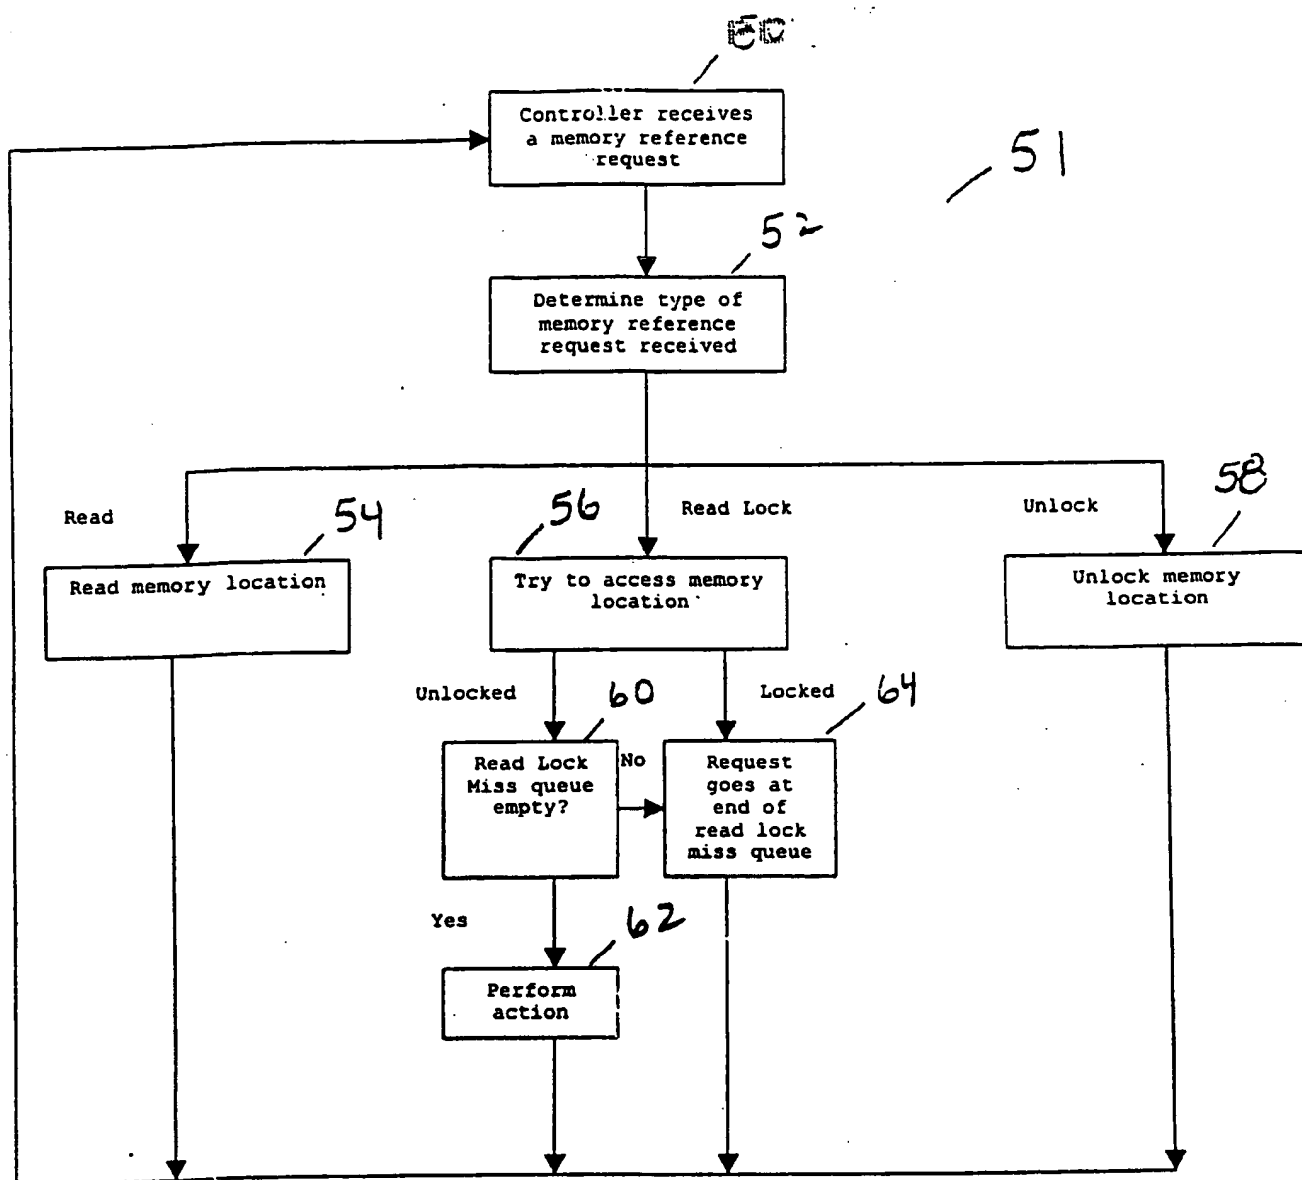 Controller receives
a memory reference
request
51
52
Determine type of
memory reference
request received
Read
54
56
Read Lock
Unlock
58
Read memory location
Try to access memory
location
Unlock memory
location
Unlocked
60
Locked
64
Read Lock
Miss queue
empty?
No
Request
goes at
end of
read lock
miss queue
Yes
62
Perform
action